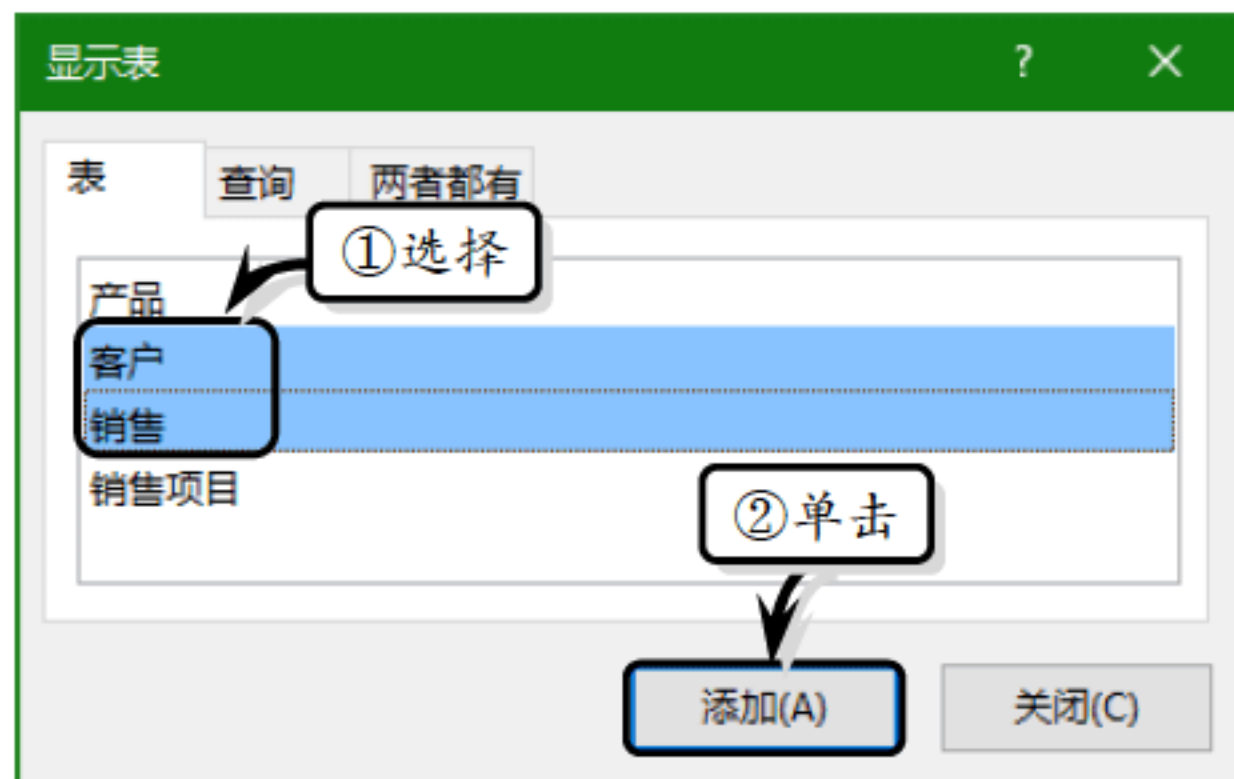 显示表 ? ×
表 查询 两者都有
①选择
产品
客户
销售
销售项目
②单击
添加(A) 关闭(C)